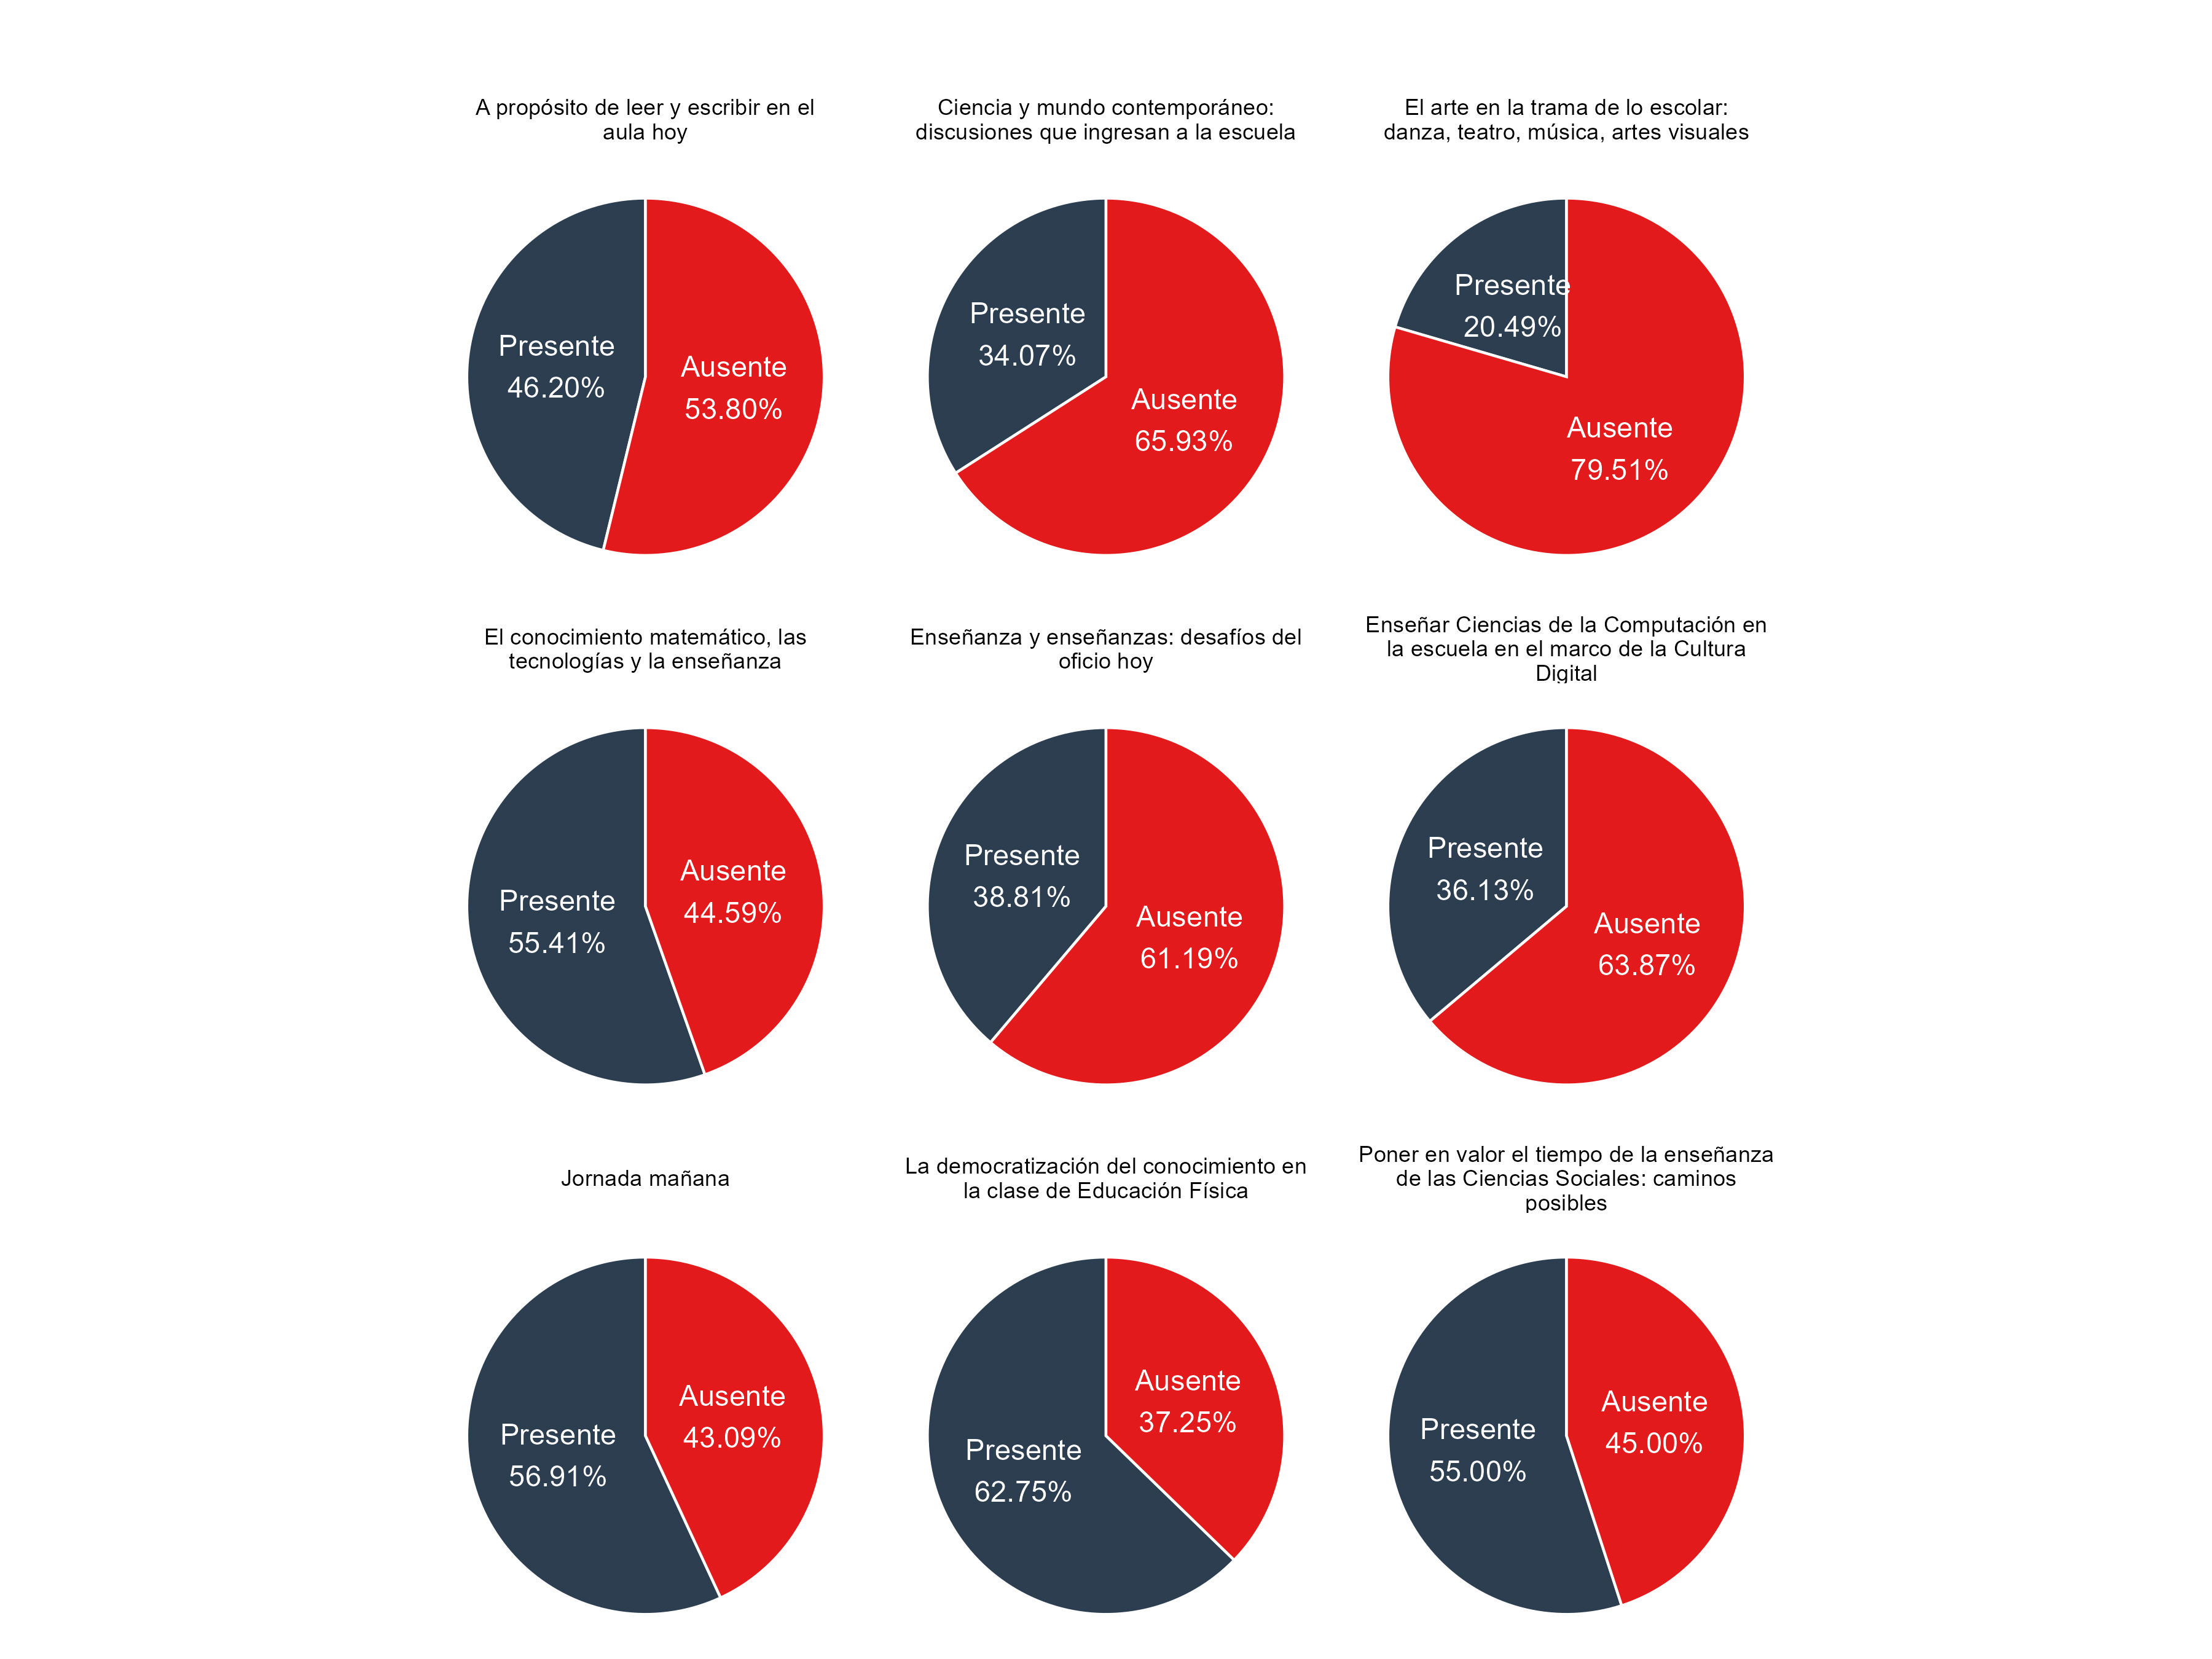 A propósito de leer y escribir en el
aula hoy
Presente
46.20%
Ausente
53.80%
Ciencia y mundo contemporáneo:
discusiones que ingresan a la escuela
Presente
34.07%
Ausente
65.93%
El arte en la trama de lo escolar:
danza, teatro, música, artes visuales
Presente
20.49%
Ausente
79.51%
El conocimiento matemático, las
tecnologías y la enseñanza
Presente
55.41%
Ausente
44.59%
Enseñanza y enseñanzas: desafíos del
oficio hoy
Presente
38.81%
Ausente
61.19%
Enseñar Ciencias de la Computación en
la escuela en el marco de la Cultura
Digital
Presente
36.13%
Ausente
63.87%
Jornada mañana
Presente
56.91%
Ausente
43.09%
La democratización del conocimiento en
la clase de Educación Física
Presente
62.75%
Ausente
37.25%
Poner en valor el tiempo de la enseñanza
de las Ciencias Sociales: caminos
posibles
Presente
55.00%
Ausente
45.00%